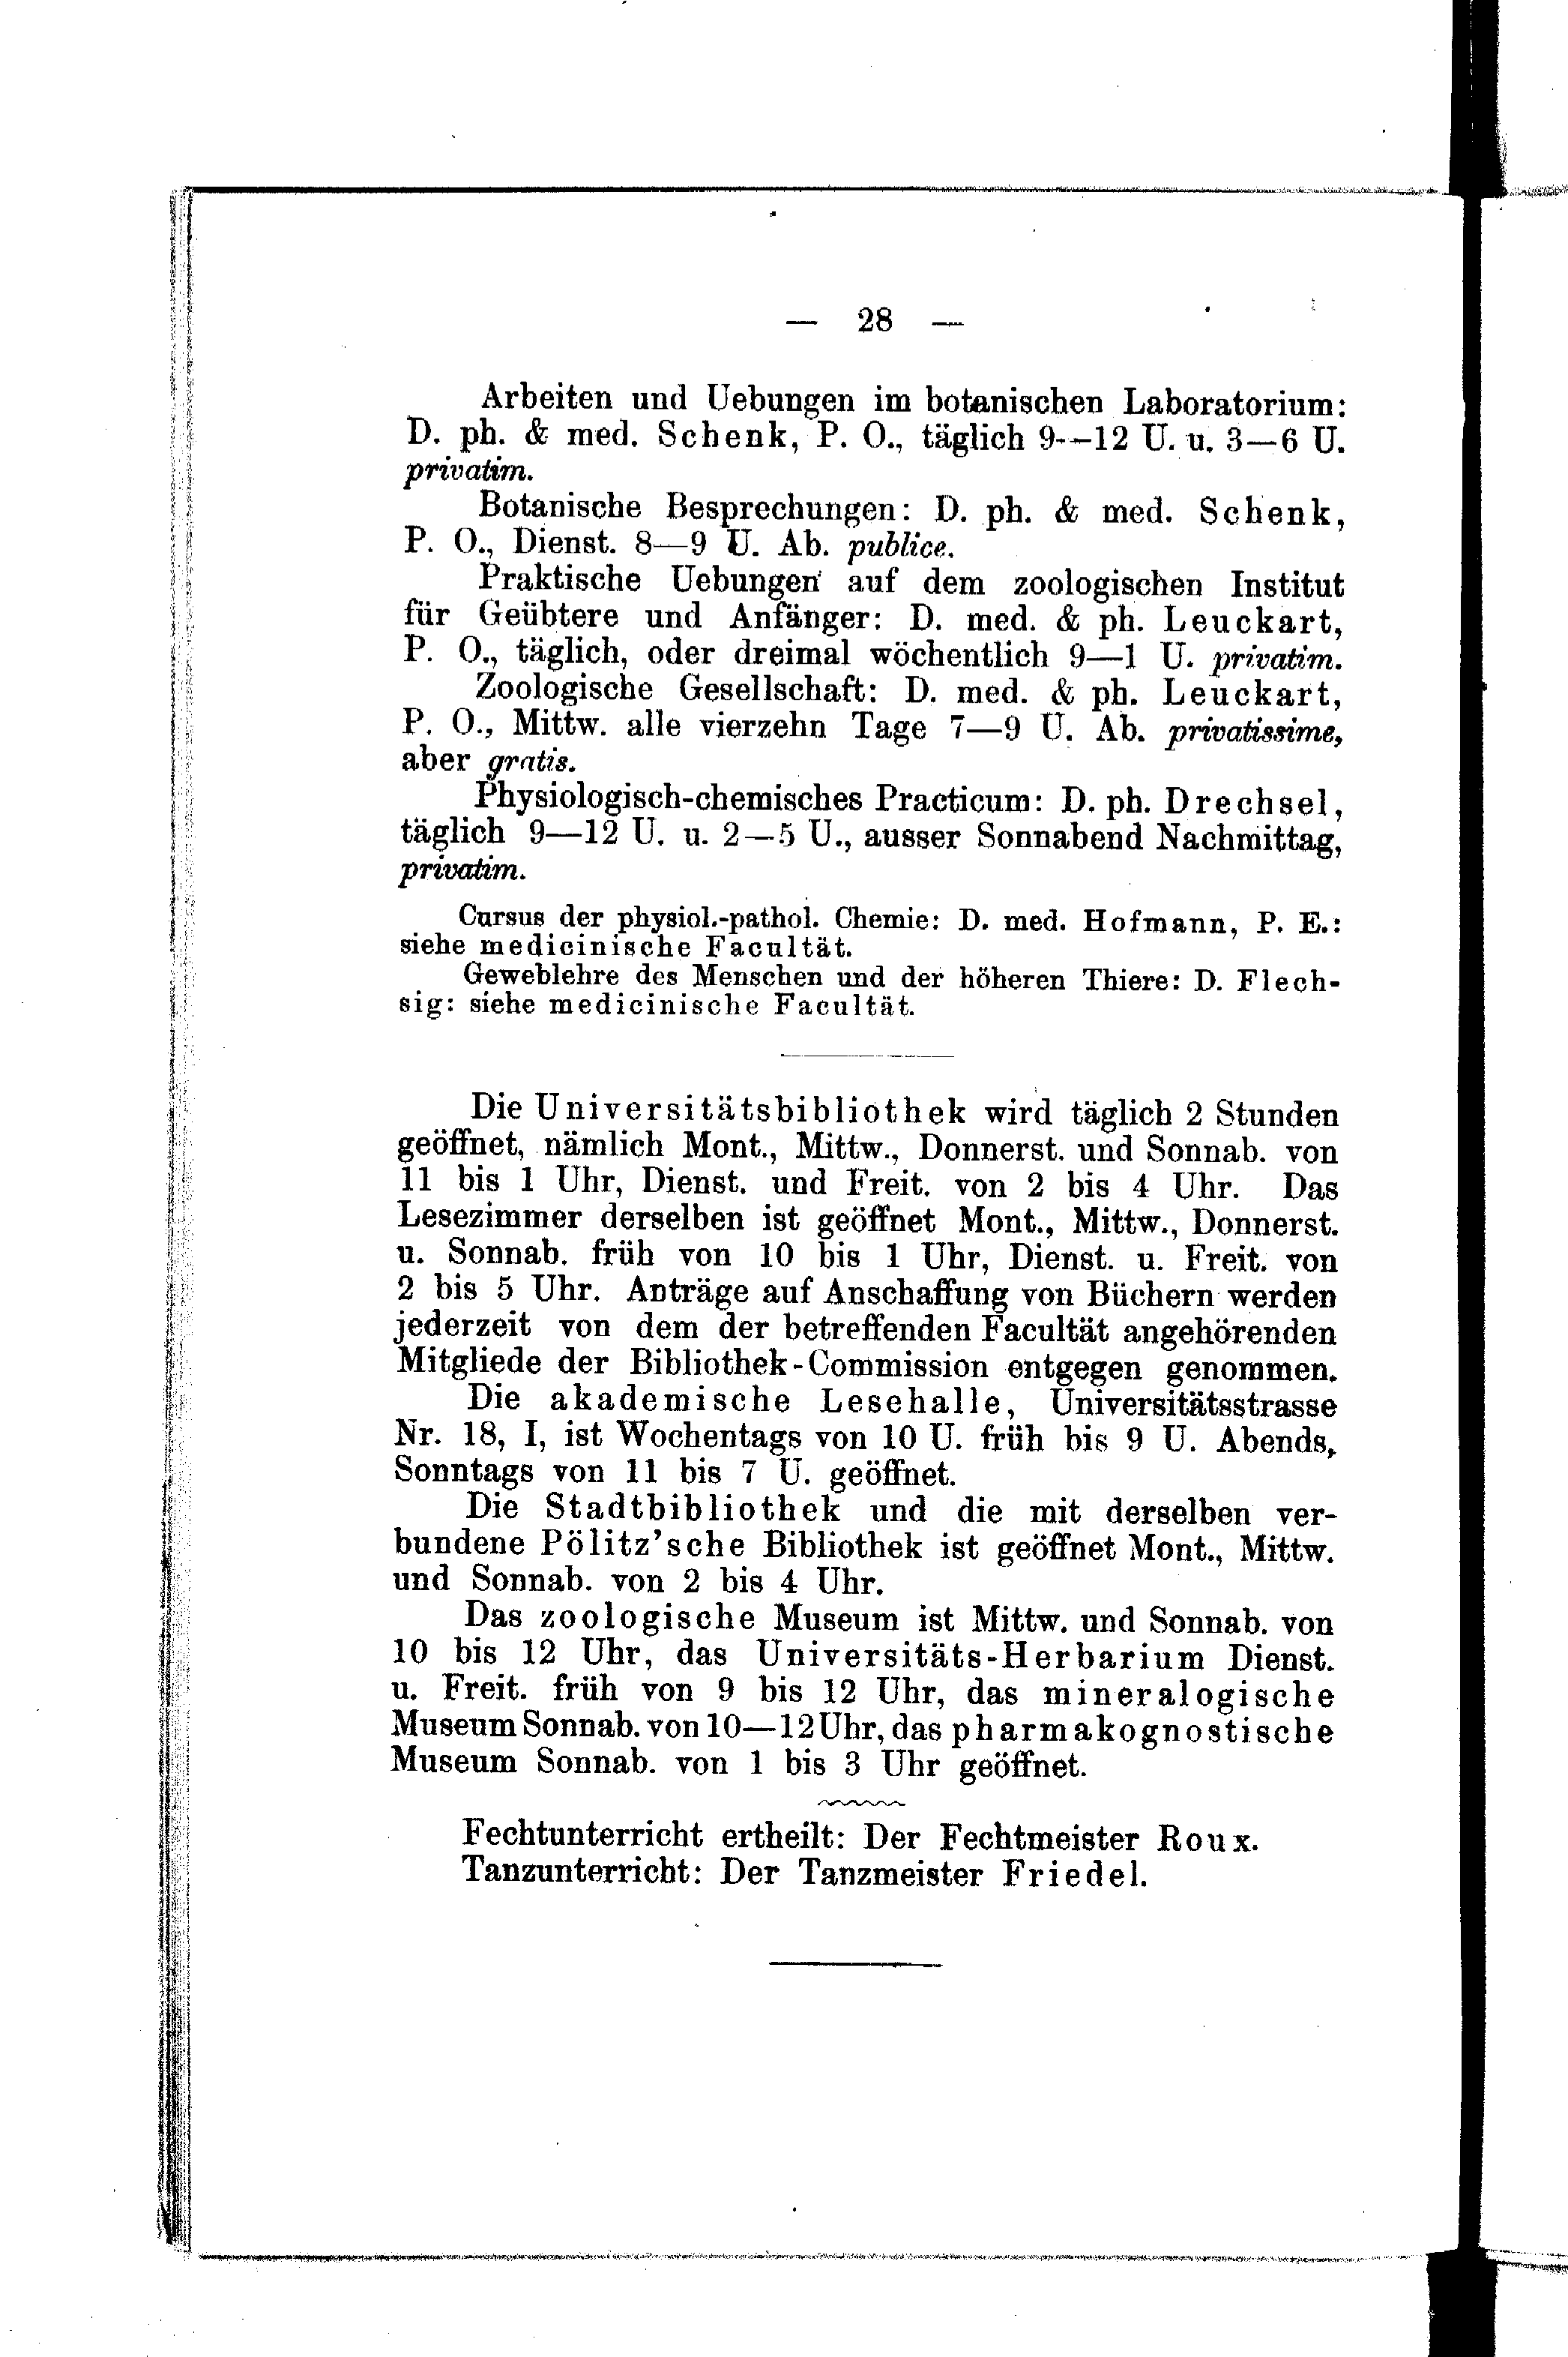 — 28 —
Arbeiten und Uebungen im botanischen Laboratorium:
D. ph. & med. Schenk, P. O., täglich 9--12 U. u. 3—6 U.
privatim.
Botanische Besprechungen: D. ph. & med. Schenk,
P. O., Dienst. 8—9 U. Ab. publice.
Praktische Uebungen auf dem zoologischen Institut
für Geübtere und Anfänger: D. med. & ph. Leuckart,
P. O., täglich, oder dreimal wöchentlich 9—1 U. privatim.
Zoologische Gesellschaft: D. med. & ph. Leuckart,
P. O., Mittw. alle vierzehn Tage 7—9 U. Ab. privatissime,
aber gratis.
Physiologisch-chemisches Practicum: D. ph. Drechsel,
täglich 9—12 U. u. 2—5 U., ausser Sonnabend Nachmittag,
privatim.
Cursus der physiol.-pathol. Chemie: D. med. Hofmann, P. E.:
siehe medicinische Facultät.
Geweblehre des Menschen und der höheren Thiere: D. Flech-
sig: siehe medicinische Facultät.
Die Universitätsbibliothek wird täglich 2 Stunden
geöffnet, nämlich Mont., Mittw., Donnerst. und Sonnab. von
11 bis 1 Uhr, Dienst. und Freit. von 2 bis 4 Uhr. Das
Lesezimmer derselben ist geöffnet Mont., Mittw., Donnerst.
u. Sonnab. früh von 10 bis 1 Uhr, Dienst. u. Freit. von
2 bis 5 Uhr. Anträge auf Anschaffung von Büchern werden
jederzeit von dem der betreffenden Facultät angehörenden
Mitgliede der Bibliothek-Commission entgegen genommen.
Die akademische Lesehalle, Universitätsstrasse
Nr. 18, I, ist Wochentags von 10 U. früh bis 9 U. Abends,
Sonntags von 11 bis 7 U. geöffnet.
Die Stadtbibliothek und die mit derselben ver-
bundene Pölitz'sche Bibliothek ist geöffnet Mont., Mittw.
und Sonnab. von 2 bis 4 Uhr.
Das zoologische Museum ist Mittw. und Sonnab. von
10 bis 12 Uhr, das Universitäts-Herbarium Dienst.
u. Freit. früh von 9 bis 12 Uhr, das mineralogische
Museum Sonnab. von 10—12 Uhr, das pharmakognostische
Museum Sonnab. von 1 bis 3 Uhr geöffnet.
Fechtunterricht ertheilt: Der Fechtmeister Roux.
Tanzunterricht: Der Tanzmeister Friedel.